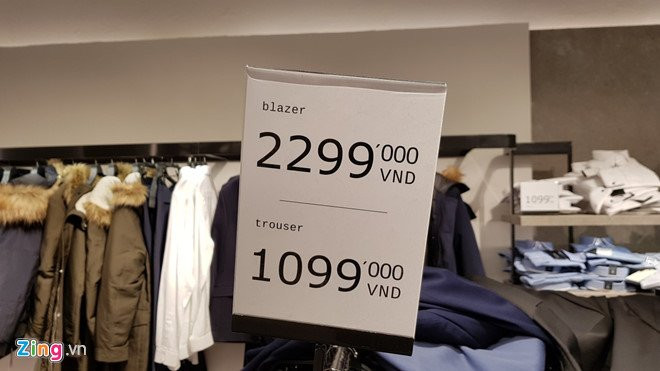 blazer
2299'000
VND
trouser
1099'000
VND
1099
Zing.vn